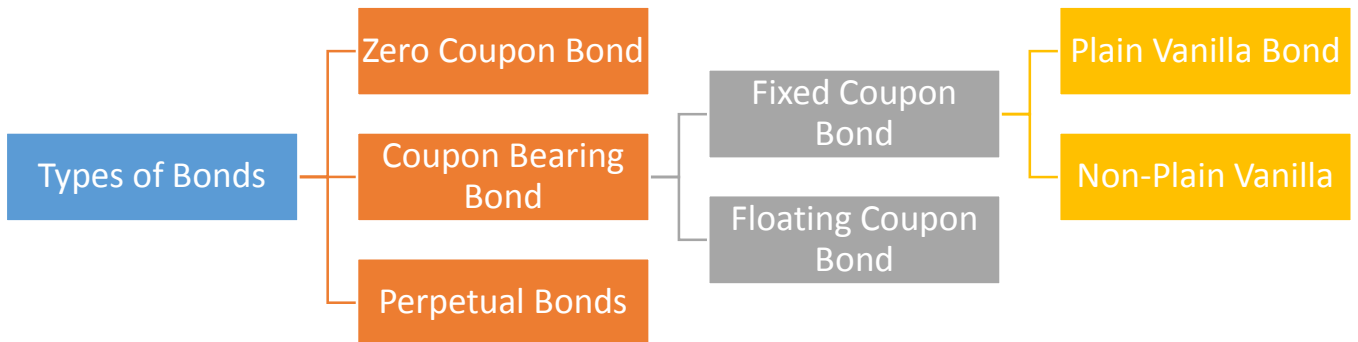 Types of Bonds
Zero Coupon Bond
Coupon Bearing
Bond
Perpetual Bonds
Fixed Coupon
Bond
Floating Coupon
Bond
Plain Vanilla Bond
Non-Plain Vanilla